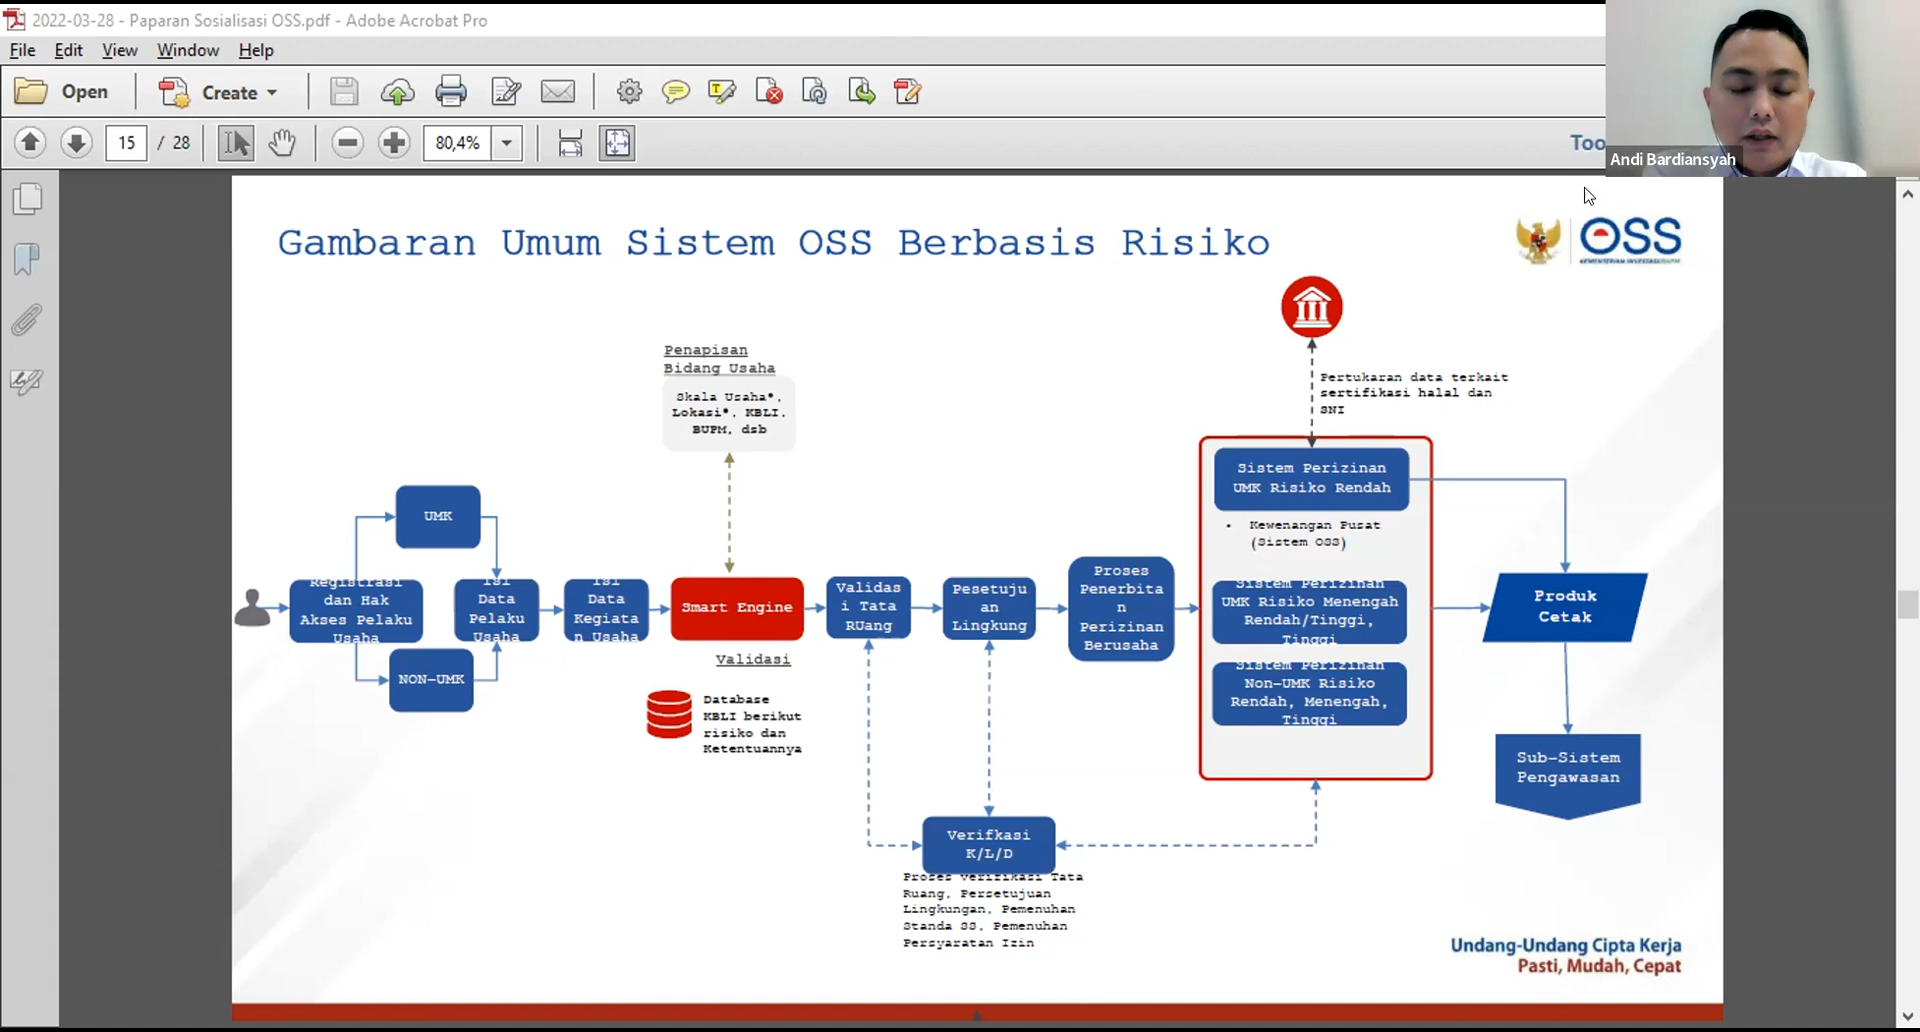 2022-03-28 - Paparan Sosialisasi OSS.pdf - Adobe Acrobat Pro
File Edit View Window Help
Open Create
15 / 28 80,4% Too
Andi Bardiansyah
Gambaran Umum Sistem OSS Berbasis Risiko
OSS
KEMENTERIAN INVESTASI/BKPM
Penapisan
Bidang Usaha
Skala Usaha*,
Lokasi*, KBLI,
BUPM, dsb
Pertukaran data terkait
sertifikasi halal dan
SNI
UMK
Registrasi
dan Hak
Akses Pelaku
Usaha
NON-UMK
Isi
Data
Pelaku
Usaha
Isi
Data
Kegiata
n Usaha
Smart Engine
Validasi
Database
KBLI berikut
risiko dan
Ketentuannya
Validas
i Tata
RUang
Pesetuju
an
Lingkung
Proses
Penerbita
n
Perizinan
Berusaha
Sistem Perizinan
UMK Risiko Rendah
• Kewenangan Pusat
(Sistem OSS)
Sistem Perizinan
UMK Risiko Menengah
Rendah/Tinggi,
Tinggi
Sistem Perizinan
Non-UMK Risiko
Rendah, Menengah,
Tinggi
Produk
Cetak
Sub-Sistem
Pengawasan
Verifkasi
K/L/D
Proses Verifikasi Tata
Ruang, Persetujuan
Lingkungan, Pemenuhan
Standa SS, Pemenuhan
Persyaratan Izin
Undang-Undang Cipta Kerja
Pasti, Mudah, Cepat